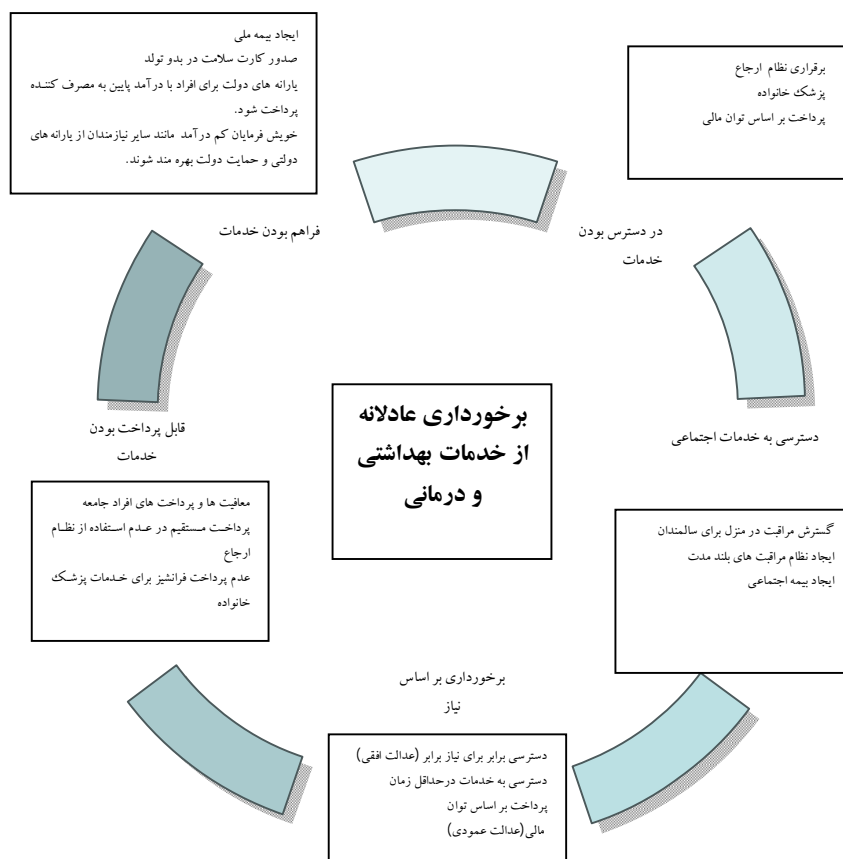 ایجاد بیمه ملی
صدور کارت سلامت در بدو تولد
یارانه های دولت برای افراد با درآمد پایین به مصرف کننده
پرداخت شود.
خویش فرمایان کم درآمد مانند سایر نیازمندان از یارانه های
دولتی و حمایت دولت بهره مند شوند.
برقراری نظام ارجاع
پزشک خانواده
پرداخت بر اساس توان مالی
فراهم بودن خدمات
در دسترس بودن
خدمات
برخورداری عادلانه
از خدمات بهداشتی
و درمانی
قابل پرداخت بودن
خدمات
دسترسی به خدمات اجتماعی
معافیت ها و پرداخت های افراد جامعه
پرداخت مستقیم در عدم استفاده از نظام
ارجاع
عدم پرداخت فرانشیز برای خدمات پزشک
خانواده
گسترش مراقبت در منزل برای سالمندان
ایجاد نظام مراقبت های بلند مدت
ایجاد بیمه اجتماعی
برخورداری بر اساس
نیاز
دسترسی برابر برای نیاز برابر (عدالت افقی)
دسترسی به خدمات درحداقل زمان
پرداخت بر اساس توان
مالی(عدالت عمودی)